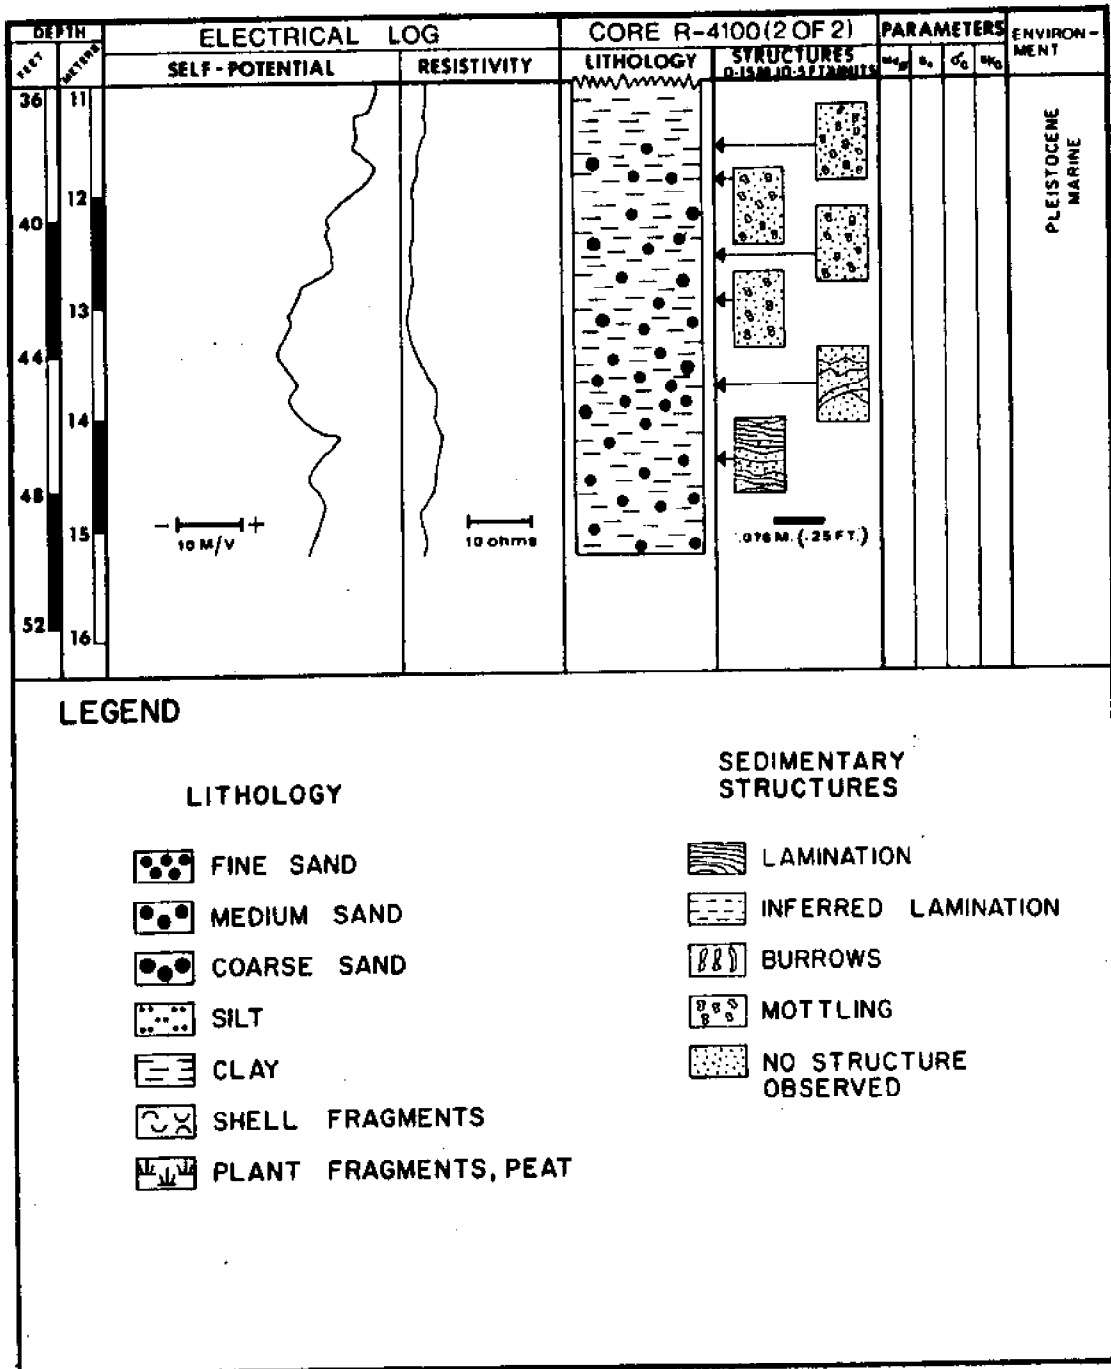 DEPTH
FEET
METERS
ELECTRICAL LOG
SELF-POTENTIAL
RESISTIVITY
CORE R-4100(2 OF 2)
LITHOLOGY
STRUCTURES
PARAMETERS
ENVIRON-
MENT
36
40
44
48
52
11
12
13
14
15
16
- +
10 M/V
10 ohms
.076 M. (.25 FT.)
PLEISTOCENE
MARINE
LEGEND
LITHOLOGY
FINE SAND
MEDIUM SAND
COARSE SAND
SILT
CLAY
SHELL FRAGMENTS
PLANT FRAGMENTS, PEAT
SEDIMENTARY
STRUCTURES
LAMINATION
INFERRED LAMINATION
BURROWS
MOTTLING
NO STRUCTURE
OBSERVED